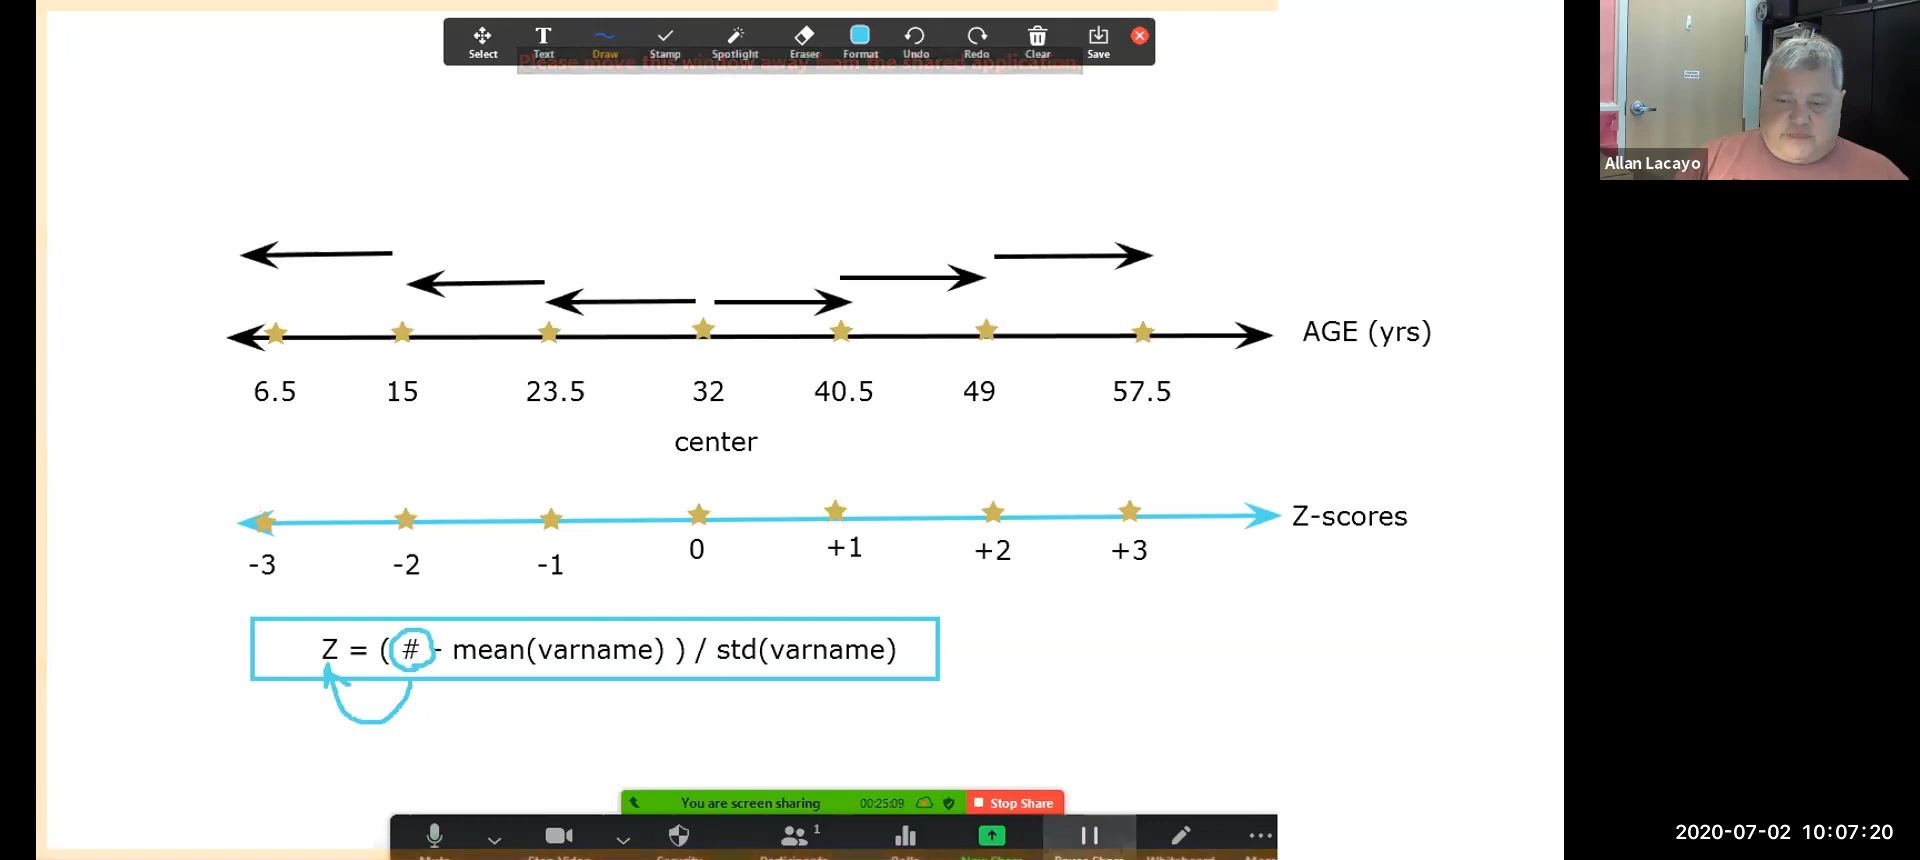 Select Text Draw Stamp Spotlight Eraser Format Undo Redo Clear Save
Please move this window away from the shared application.
Allan Lacayo
AGE (yrs)
6.5 15 23.5 32 40.5 49 57.5
center
Z-scores
-3 -2 -1 0 +1 +2 +3
Z = ( # - mean(varname) ) / std(varname)
You are screen sharing 00:25:09 Stop Share
1
2020-07-02 10:07:20